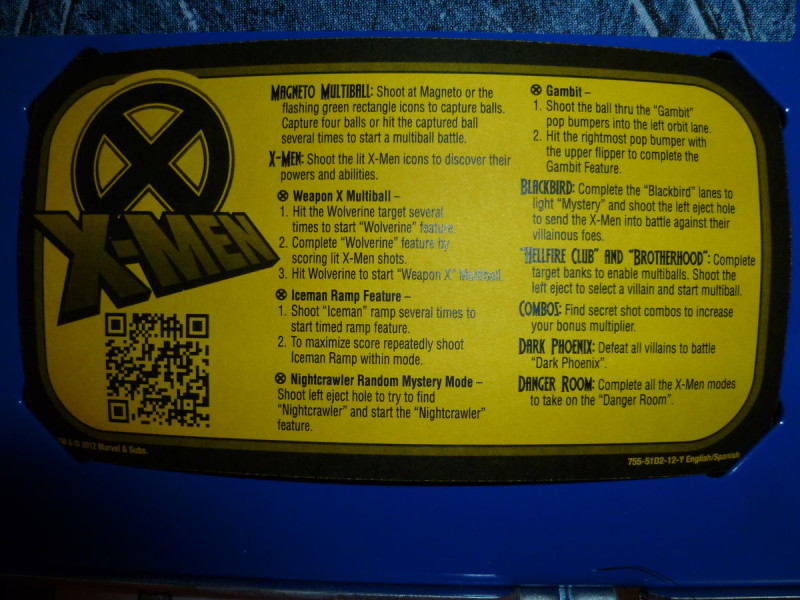 X-MEN
MAGNETO MULTIBALL: Shoot at Magneto or the
flashing green rectangle icons to capture balls.
Capture four balls or hit the captured ball
several times to start a multiball battle.
X-MEN: Shoot the lit X-Men icons to discover their
powers and abilities.
Weapon X Multiball –
1. Hit the Wolverine target several
times to start "Wolverine" feature.
2. Complete "Wolverine" feature by
scoring lit X-Men shots.
3. Hit Wolverine to start "Weapon X" Multiball.
Iceman Ramp Feature –
1. Shoot "Iceman" ramp several times to
start timed ramp feature.
2. To maximize score repeatedly shoot
Iceman Ramp within mode.
Nightcrawler Random Mystery Mode –
Shoot left eject hole to try to find
"Nightcrawler" and start the "Nightcrawler"
feature.
Gambit –
1. Shoot the ball thru the "Gambit"
pop bumpers into the left orbit lane.
2. Hit the rightmost pop bumper with
the upper flipper to complete the
Gambit Feature.
BLACKBIRD: Complete the "Blackbird" lanes to
light "Mystery" and shoot the left eject hole
to send the X-Men into battle against their
villainous foes.
"HELLFIRE CLUB" AND "BROTHERHOOD": Complete
target banks to enable multiballs. Shoot the
left eject to select a villain and start multiball.
COMBOS: Find secret shot combos to increase
your bonus multiplier.
DARK PHOENIX: Defeat all villains to battle
"Dark Phoenix".
DANGER ROOM: Complete all the X-Men modes
to take on the "Danger Room".
TM & © 2012 Marvel & Subs.
755-51D2-12-Y English/Spanish